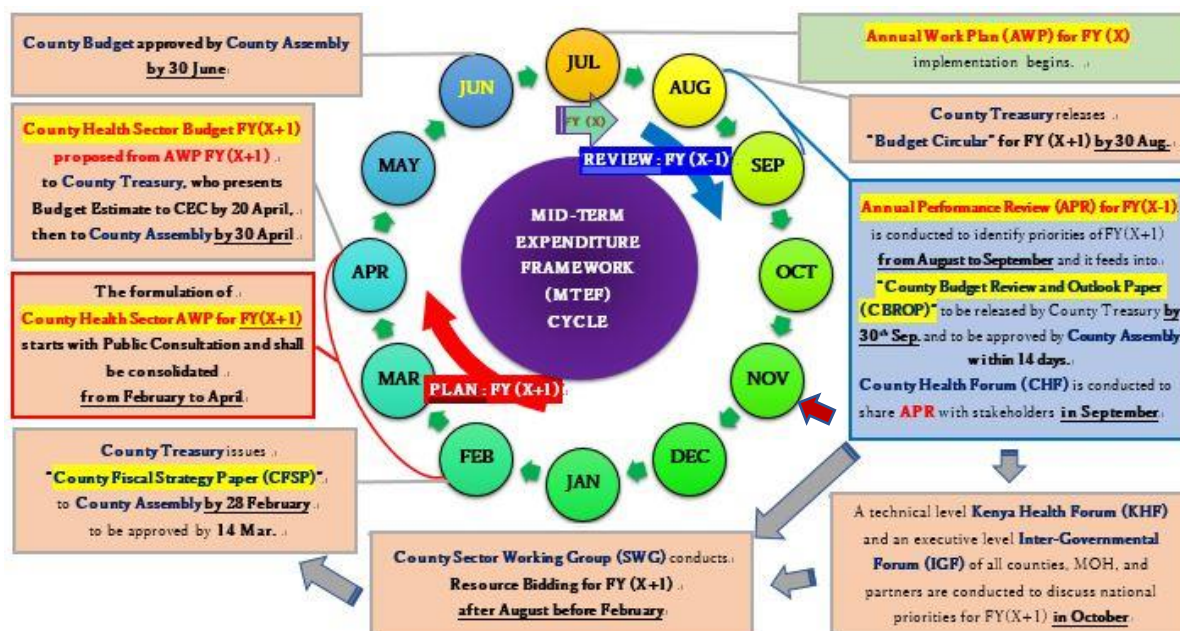 County Budget approved by County Assembly
by 30 June.
County Health Sector Budget FY(X+1)
proposed from AWP FY(X+1)
to County Treasury, who presents
Budget Estimate to CEC by 20 April,
then to County Assembly by 30 April.
The formulation of
County Health Sector AWP for FY(X+1)
starts with Public Consultation and shall
be consolidated
from February to April.
County Treasury issues
"County Fiscal Strategy Paper (CFSP)"
to County Assembly by 28 February
to be approved by 14 Mar.
JUL
AUG
SEP
OCT
NOV
DEC
JAN
FEB
MAR
APR
MAY
JUN
FY (X)
REVIEW: FY (X-1)
MID-TERM
EXPENDITURE
FRAMEWORK
(MTEF)
CYCLE
PLAN: FY (X+1)
Annual Work Plan (AWP) for FY (X)
implementation begins.
County Treasury releases
"Budget Circular" for FY (X+1) by 30 Aug.
Annual Performance Review (APR) for FY(X-1)
is conducted to identify priorities of FY(X+1)
from August to September and it feeds into
"County Budget Review and Outlook Paper
(CBROP)" to be released by County Treasury by
30th Sep. and to be approved by County Assembly
within 14 days.
County Health Forum (CHF) is conducted to
share APR with stakeholders in September.
A technical level Kenya Health Forum (KHF)
and an executive level Inter-Governmental
Forum (IGF) of all counties, MOH, and
partners are conducted to discuss national
priorities for FY(X+1) in October.
County Sector Working Group (SWG) conducts
Resource Bidding for FY (X+1)
after August before February.